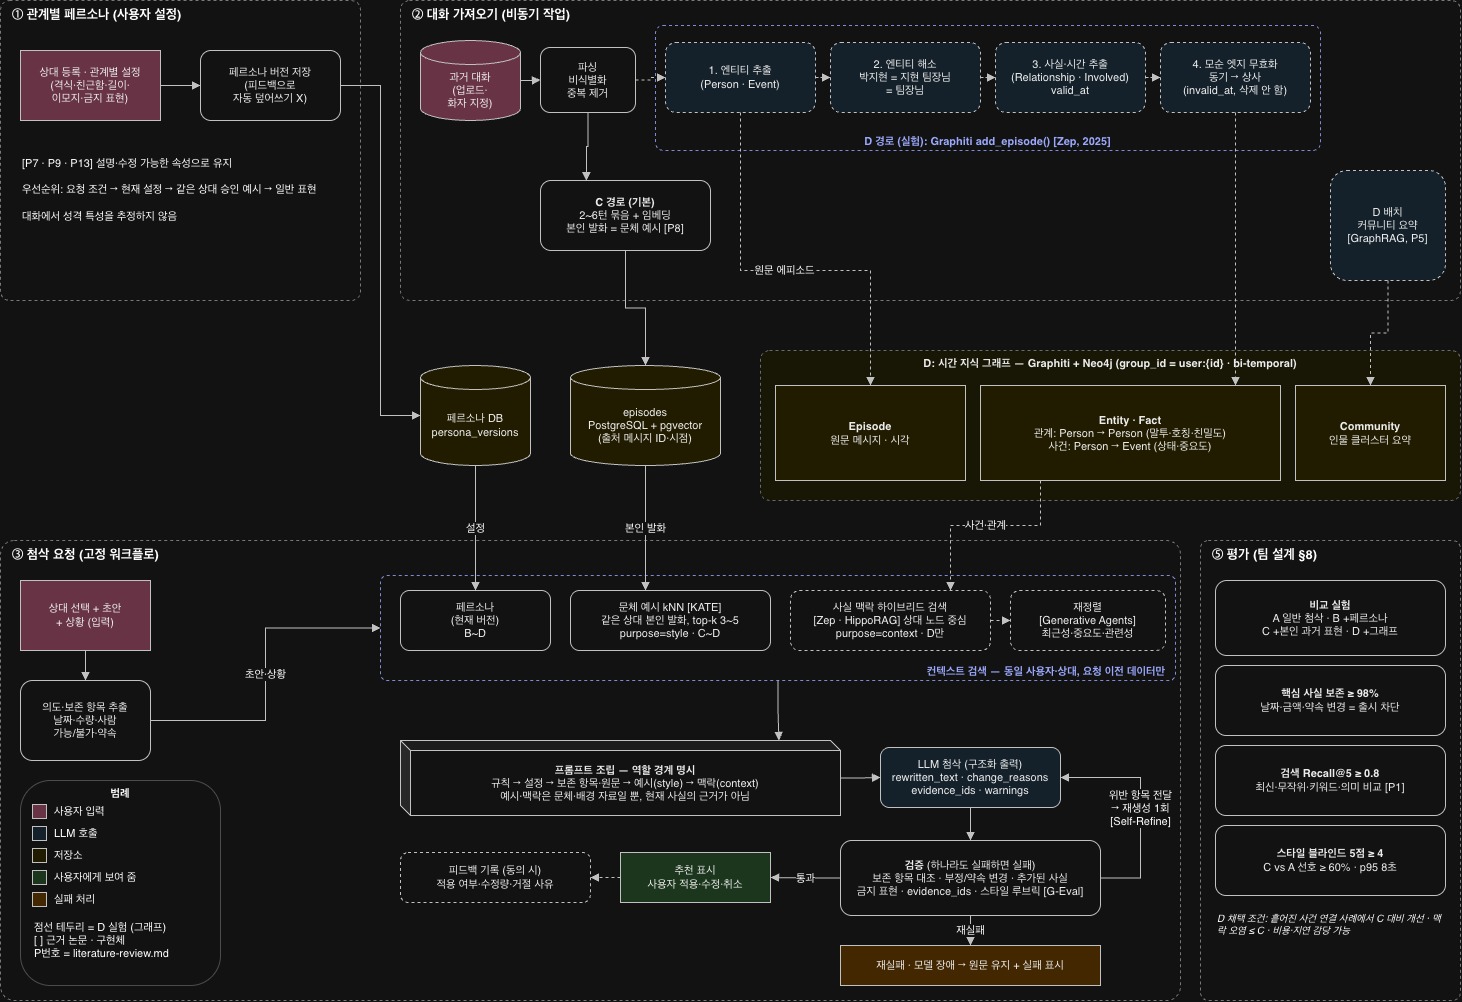 ① 관계별 페르소나 (사용자 설정)
상대 등록 · 관계별 설정
(격식·친근함·길이·
이모지·금지 표현)
페르소나 버전 저장
(피드백으로
자동 덮어쓰기 X)
[P7 · P9 · P13] 설명·수정 가능한 속성으로 유지
우선순위: 요청 조건 → 현재 설정 → 같은 상대 승인 예시 → 일반 표현
대화에서 성격 특성을 추정하지 않음
② 대화 가져오기 (비동기 작업)
과거 대화
(업로드·
화자 지정)
파싱
비식별화
중복 제거
1. 엔티티 추출
(Person · Event)
2. 엔티티 해소
박지현 = 지현 팀장님
= 팀장님
3. 사실·시간 추출
(Relationship · Involved)
valid_at
4. 모순 엣지 무효화
동기 → 상사
(invalid_at, 삭제 안 함)
D 경로 (실험): Graphiti add_episode() [Zep, 2025]
C 경로 (기본)
2~6턴 묶음 + 임베딩
본인 발화 = 문체 예시 [P8]
D 배치
커뮤니티 요약
[GraphRAG, P5]
원문 에피소드
페르소나 DB
persona_versions
episodes
PostgreSQL + pgvector
(출처 메시지 ID·시점)
D: 시간 지식 그래프 — Graphiti + Neo4j (group_id = user:{id} · bi-temporal)
Episode
원문 메시지 · 시각
Entity · Fact
관계: Person → Person (말투·호칭·친밀도)
사건: Person → Event (상태·중요도)
Community
인물 클러스터 요약
설정
본인 발화
사건·관계
③ 첨삭 요청 (고정 워크플로)
상대 선택 + 초안
+ 상황 (입력)
의도·보존 항목 추출
날짜·수량·사람
가능/불가·약속
초안·상황
페르소나
(현재 버전)
B~D
문체 예시 kNN [KATE]
같은 상대 본인 발화, top-k 3~5
purpose=style · C~D
사실 맥락 하이브리드 검색
[Zep · HippoRAG] 상대 노드 중심
purpose=context · D만
재정렬
[Generative Agents]
최근성·중요도·관련성
컨텍스트 검색 — 동일 사용자·상대, 요청 이전 데이터만
프롬프트 조립 — 역할 경계 명시
규칙 → 설정 → 보존 항목·원문 → 예시(style) → 맥락(context)
예시·맥락은 문체·배경 자료일 뿐, 현재 사실의 근거가 아님
LLM 첨삭 (구조화 출력)
rewritten_text · change_reasons
evidence_ids · warnings
위반 항목 전달
→ 재생성 1회
[Self-Refine]
검증 (하나라도 실패하면 실패)
보존 항목 대조 · 부정/약속 변경 · 추가된 사실
금지 표현 · evidence_ids · 스타일 루브릭 [G-Eval]
통과
추천 표시
사용자 적용·수정·취소
피드백 기록 (동의 시)
적용 여부·수정량·거절 사유
재실패
재실패 · 모델 장애 → 원문 유지 + 실패 표시
범례
사용자 입력
LLM 호출
저장소
사용자에게 보여 줌
실패 처리
점선 테두리 = D 실험 (그래프)
[ ] 근거 논문 · 구현체
P번호 = literature-review.md
⑤ 평가 (팀 설계 §8)
비교 실험
A 일반 첨삭 · B +페르소나
C +본인 과거 표현 · D +그래프
핵심 사실 보존 ≥ 98%
날짜·금액·약속 변경 = 출시 차단
검색 Recall@5 ≥ 0.8
최신·무작위·키워드·의미 비교 [P1]
스타일 블라인드 5점 ≥ 4
C vs A 선호 ≥ 60% · p95 8초
D 채택 조건: 흩어진 사건 연결 사례에서 C 대비 개선 · 맥
락 오염 ≤ C · 비용·지연 감당 가능